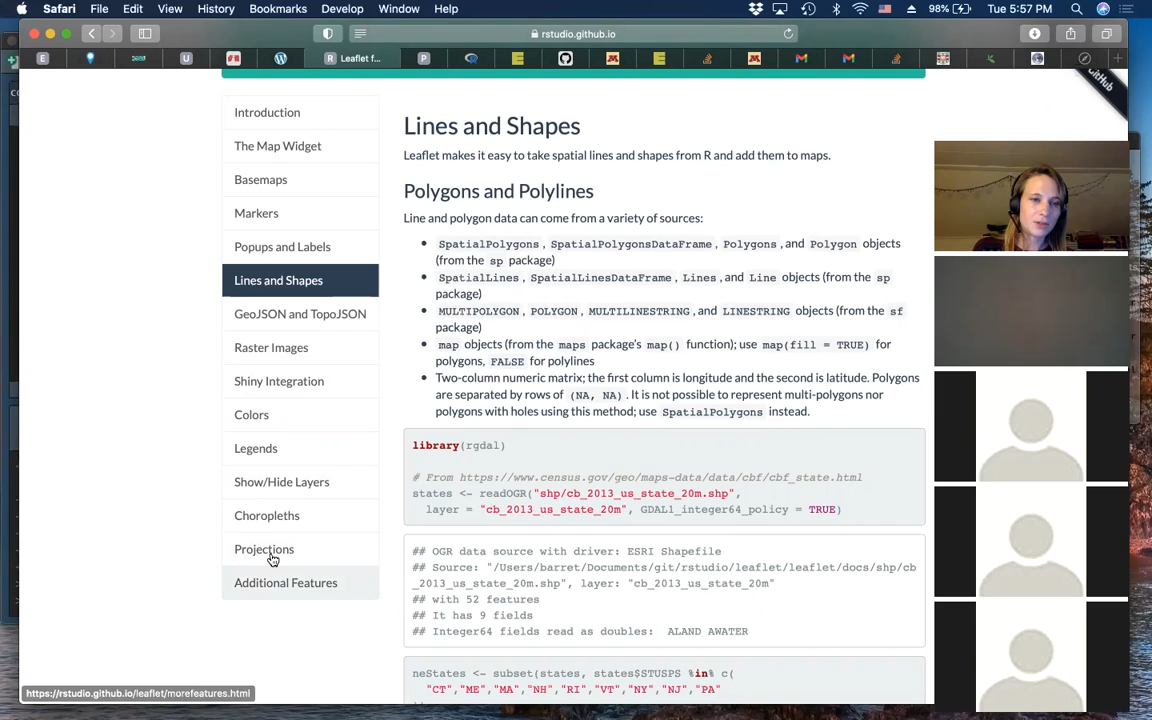 Safari File Edit View History Bookmarks Develop Window Help 98% Tue 5:57 PM
rstudio.github.io
Leaflet f...
GitHub
Introduction
The Map Widget
Basemaps
Markers
Popups and Labels
Lines and Shapes
GeoJSON and TopoJSON
Raster Images
Shiny Integration
Colors
Legends
Show/Hide Layers
Choropleths
Projections
Additional Features
Lines and Shapes
Leaflet makes it easy to take spatial lines and shapes from R and add them to maps.
Polygons and Polylines
Line and polygon data can come from a variety of sources:
SpatialPolygons, SpatialPolygonsDataFrame, Polygons, and Polygon objects
(from the sp package)
SpatialLines, SpatialLinesDataFrame, Lines, and Line objects (from the sp
package)
MULTIPOLYGON, POLYGON, MULTILINESTRING, and LINESTRING objects (from the sf
package)
map objects (from the maps package's map() function); use map(fill = TRUE) for
polygons, FALSE for polylines
Two-column numeric matrix; the first column is longitude and the second is latitude. Polygons
are separated by rows of (NA, NA). It is not possible to represent multi-polygons nor
polygons with holes using this method; use SpatialPolygons instead.
library(rgdal)
# From https://www.census.gov/geo/maps-data/data/cbf/cbf_state.html
states <- readOGR("shp/cb_2013_us_state_20m.shp",
layer = "cb_2013_us_state_20m", GDAL1_integer64_policy = TRUE)
## OGR data source with driver: ESRI Shapefile
## Source: "/Users/barret/Documents/git/rstudio/leaflet/leaflet/docs/shp/cb
_2013_us_state_20m.shp", layer: "cb_2013_us_state_20m"
## with 52 features
## It has 9 fields
## Integer64 fields read as doubles:  ALAND AWATER
neStates <- subset(states, states$STUSPS %in% c(
"CT","ME","MA","NH","RI","VT","NY","NJ","PA"
https://rstudio.github.io/leaflet/morefeatures.html